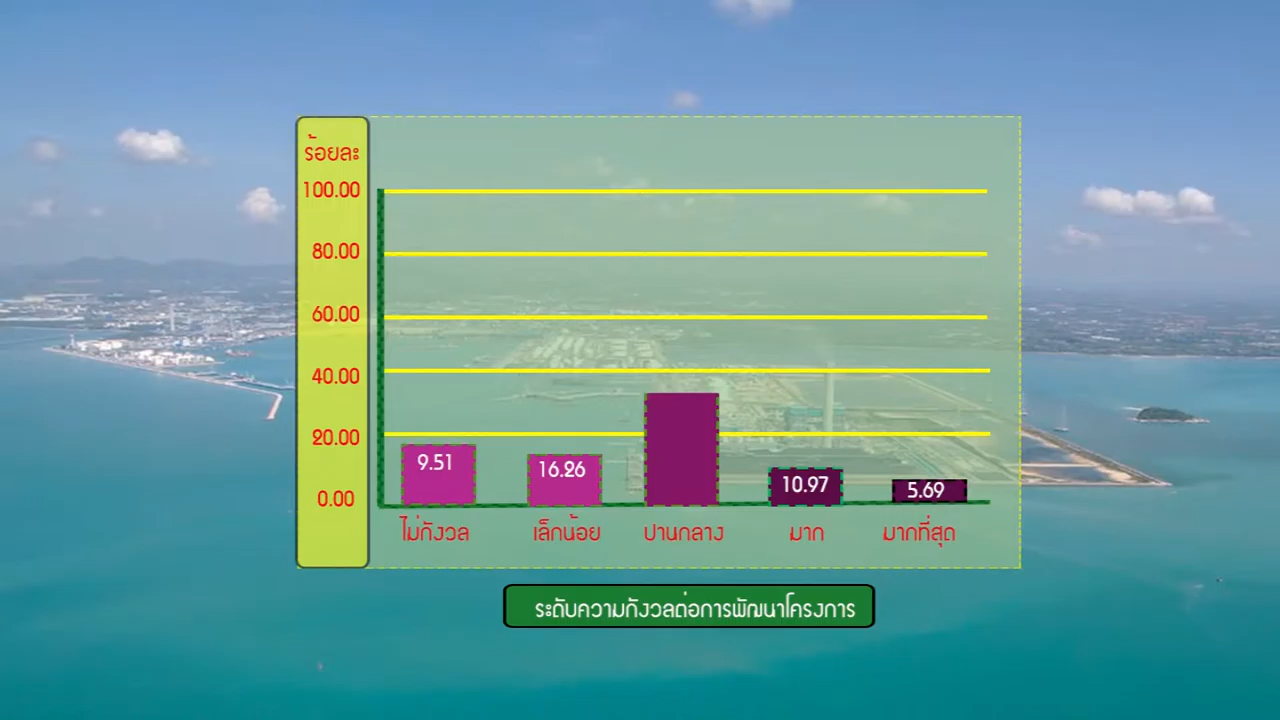 ร้อยละ
100.00
80.00
60.00
40.00
20.00
0.00
9.51
16.26
10.97
5.69
ไม่กังวล
เล็กน้อย
ปานกลาง
มาก
มากที่สุด
ระดับความกังวลต่อการพัฒนาโครงการ